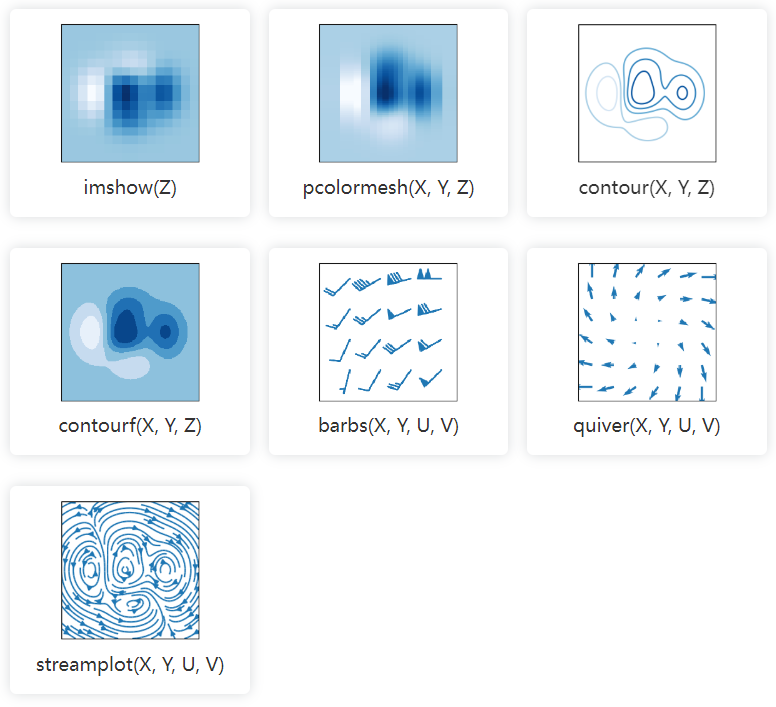 imshow(Z)
pcolormesh(X, Y, Z)
contour(X, Y, Z)
contourf(X, Y, Z)
barbs(X, Y, U, V)
quiver(X, Y, U, V)
streamplot(X, Y, U, V)